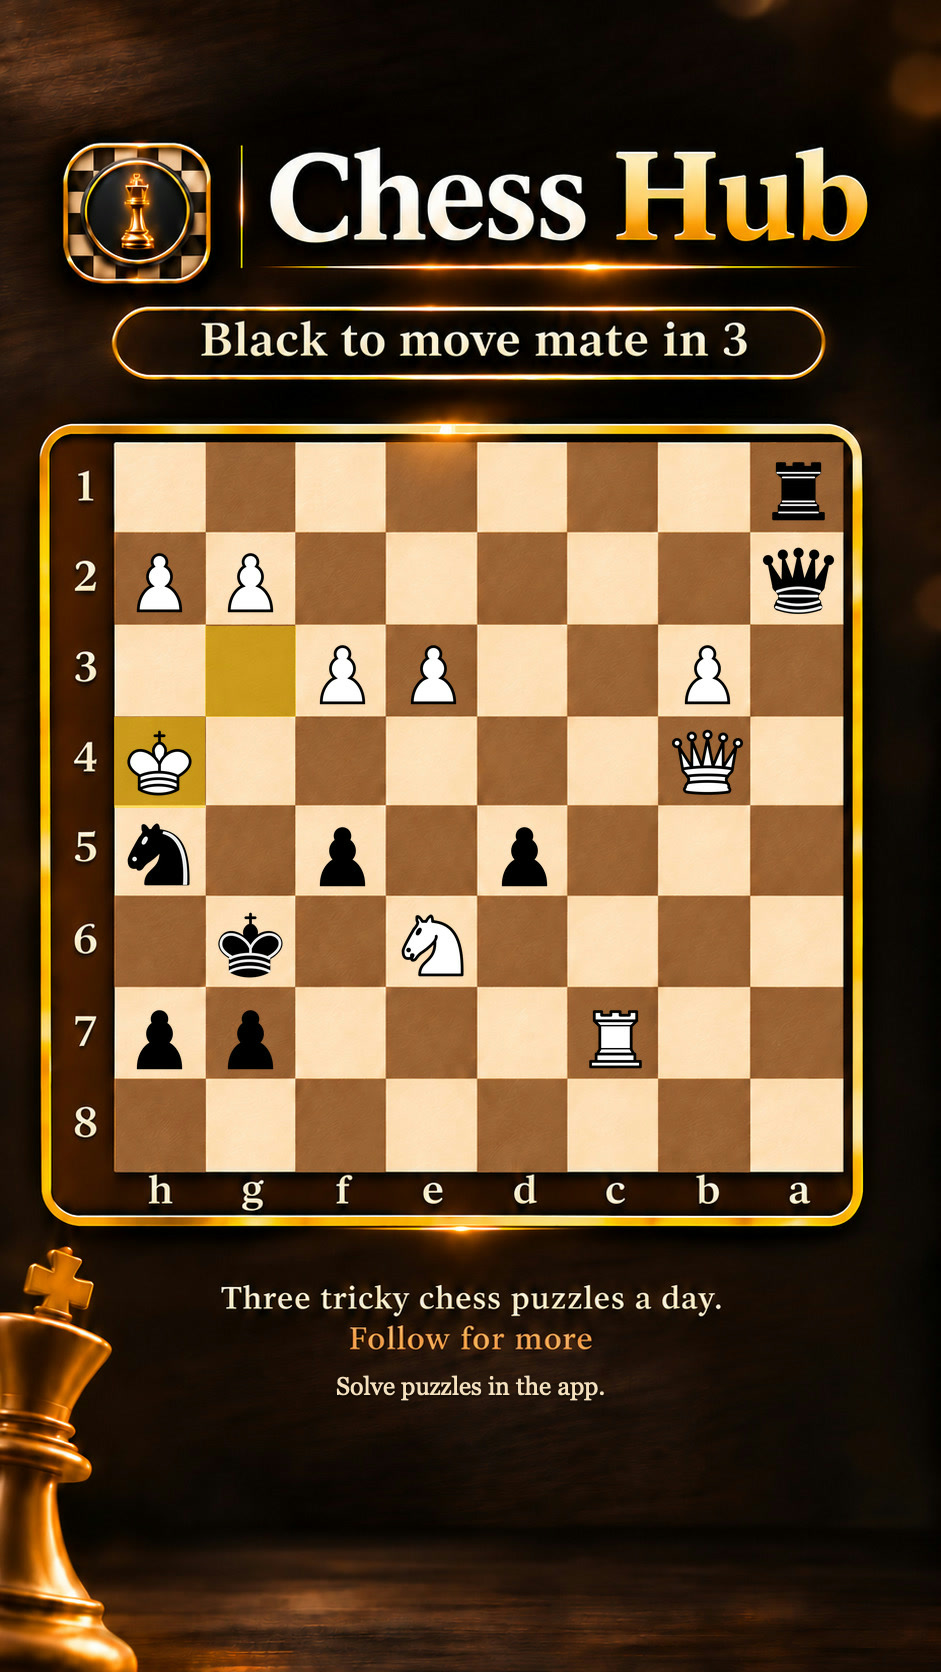 Chess Hub
Black to move mate in 3
1
2
3
4
5
6
7
8
h g f e d c b a
Three tricky chess puzzles a day.
Follow for more
Solve puzzles in the app.